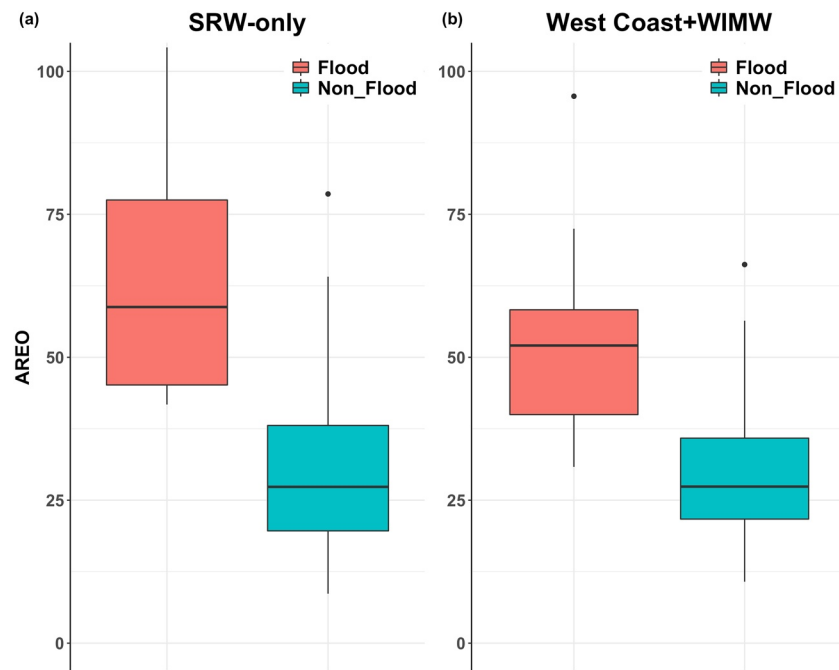 (a)
SRW-only
Flood
Non_Flood
100
75
50
25
0
AREO
(b)
West Coast+WIMW
Flood
Non_Flood
100
75
50
25
0